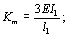 K_m = 3EI_1 / l_1 ;